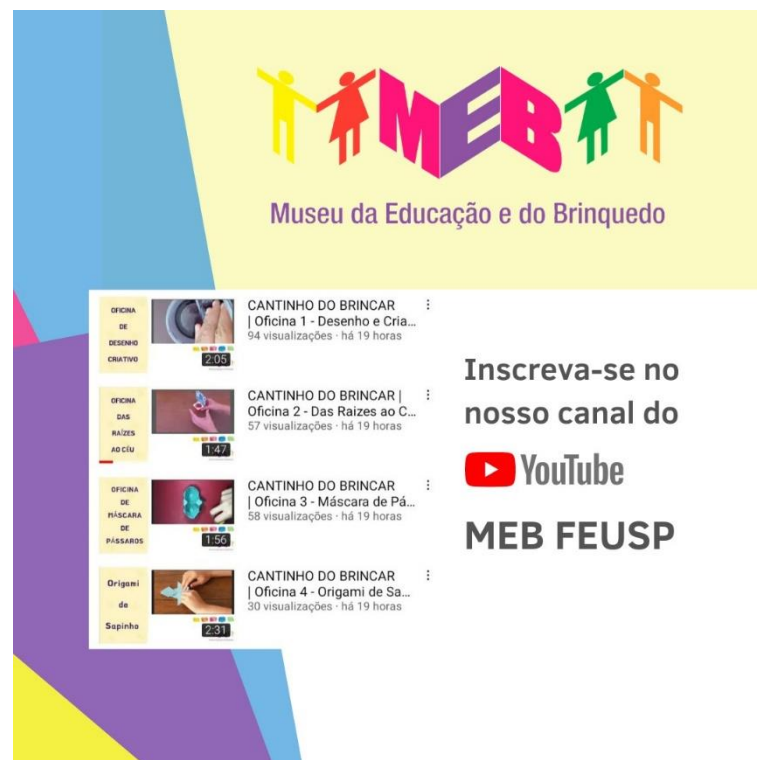 MEB
Museu da Educação e do Brinquedo
OFICINA
DE
DESENHO
CRIATIVO
2:05
CANTINHO DO BRINCAR
| Oficina 1 - Desenho e Cria...
94 visualizações · há 19 horas
OFICINA
DAS
RAÍZES
AO CÉU
1:47
CANTINHO DO BRINCAR |
Oficina 2 - Das Raizes ao C...
57 visualizações · há 19 horas
OFICINA
DE
MÁSCARA
DE
PÁSSAROS
1:56
CANTINHO DO BRINCAR
| Oficina 3 - Máscara de Pá...
58 visualizações · há 19 horas
Origami
de
Sapinho
2:31
CANTINHO DO BRINCAR
| Oficina 4 - Origami de Sa...
30 visualizações · há 19 horas
Inscreva-se no
nosso canal do
YouTube
MEB FEUSP